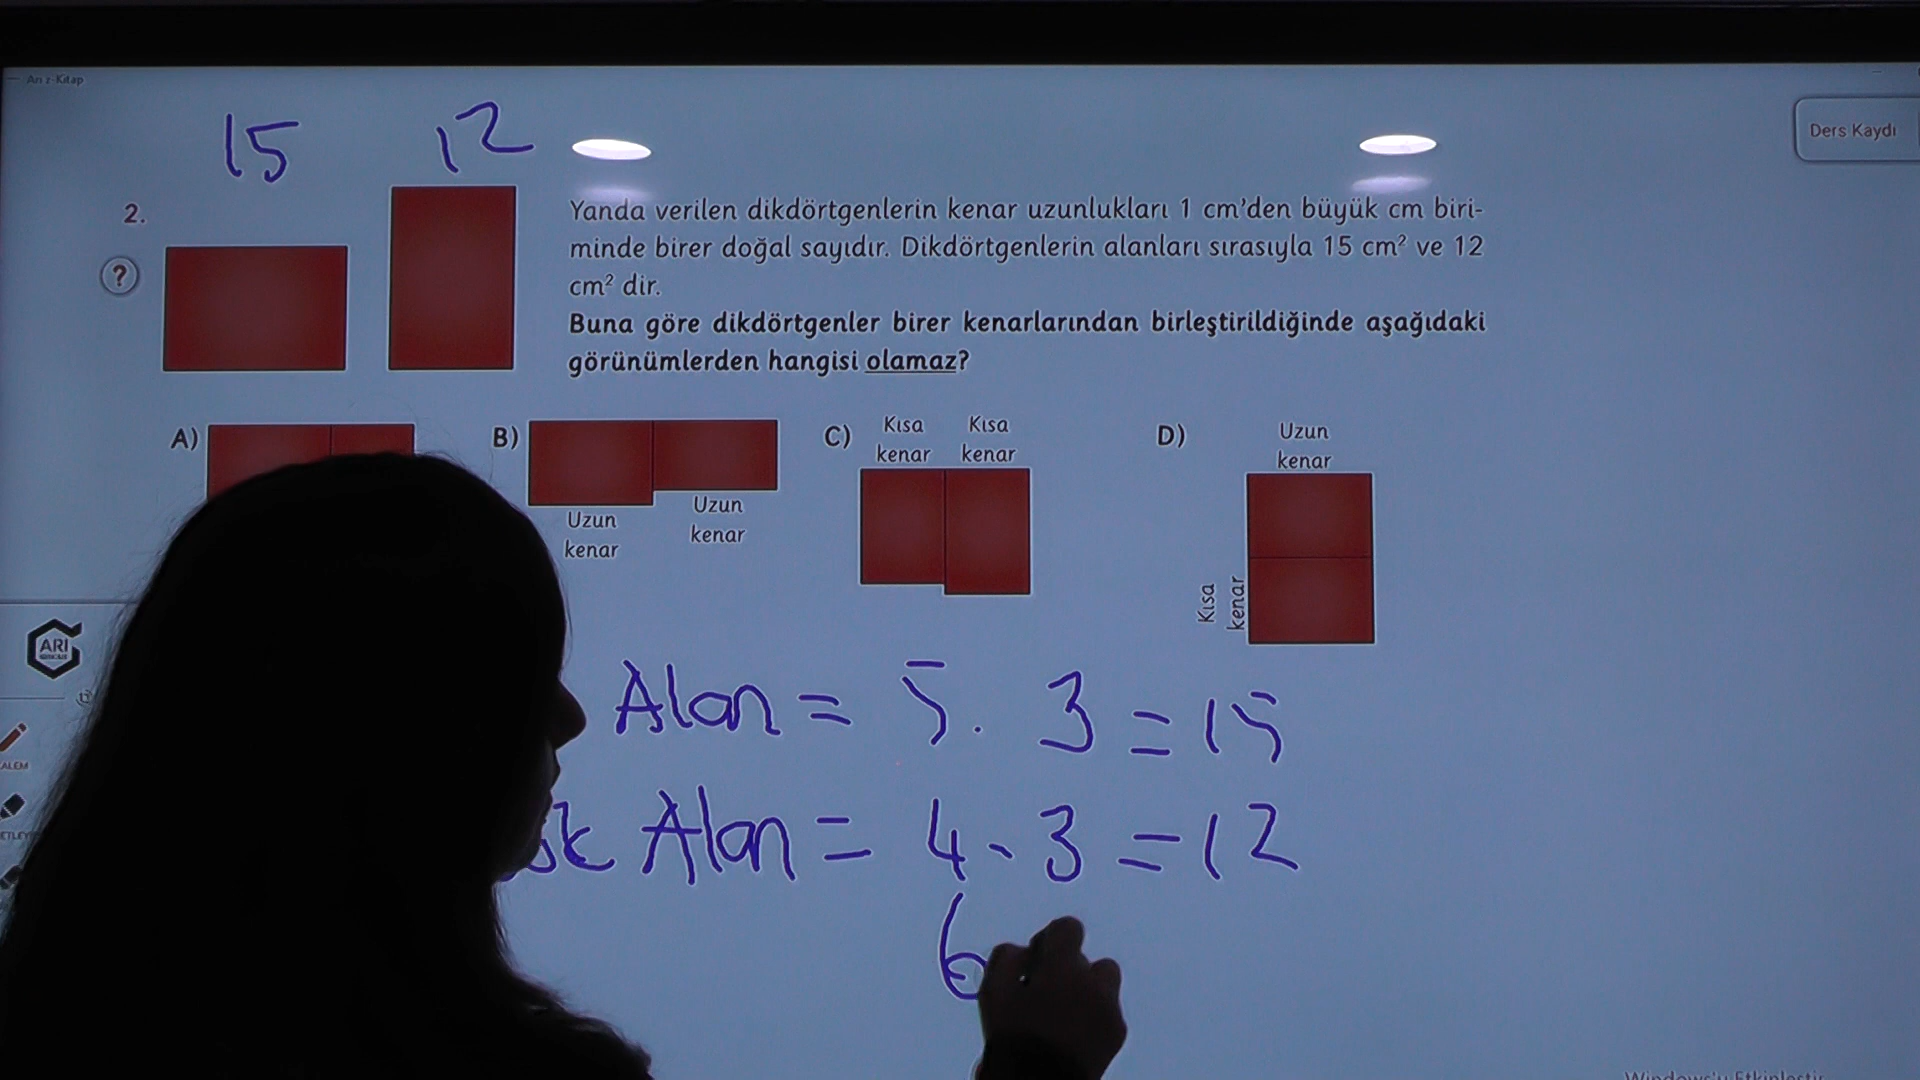 Arı z-Kitap
Ders Kaydı
15
12
2.
?
Yanda verilen dikdörtgenlerin kenar uzunlukları 1 cm'den büyük cm biri-
minde birer doğal sayıdır. Dikdörtgenlerin alanları sırasıyla 15 cm² ve 12
cm² dir.
Buna göre dikdörtgenler birer kenarlarından birleştirildiğinde aşağıdaki
görünümlerden hangisi olamaz?
A)
B)
Uzun
kenar
Uzun
kenar
C)
Kısa
kenar
Kısa
kenar
D)
Uzun
kenar
Kısa
kenar
ARI
Alan = 5 . 3 = 15
Alan = 4 . 3 = 12
6
ALEM
Windows'u Etkinleştir